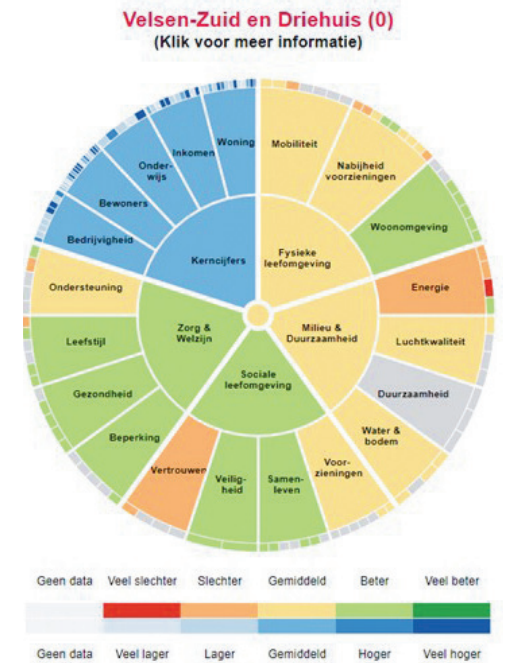 Velsen-Zuid en Driehuis (0)
(Klik voor meer informatie)
Woning
Mobiliteit
Inkomen
Nabijheid
voorzieningen
Onder-
wijs
Bewoners
Woonomgeving
Bedrijvigheid
Kerncijfers
Fysieke
leefomgeving
Ondersteuning
Energie
Zorg &
Welzijn
Milieu &
Duurzaamheid
Leefstijl
Luchtkwaliteit
Sociale
leefomgeving
Gezondheid
Duurzaamheid
Beperking
Water &
bodem
Vertrouwen
Veilig-
heid
Samen-
leven
Voor-
zieningen
Geen data Veel slechter Slechter Gemiddeld Beter Veel beter
Geen data Veel lager Lager Gemiddeld Hoger Veel hoger